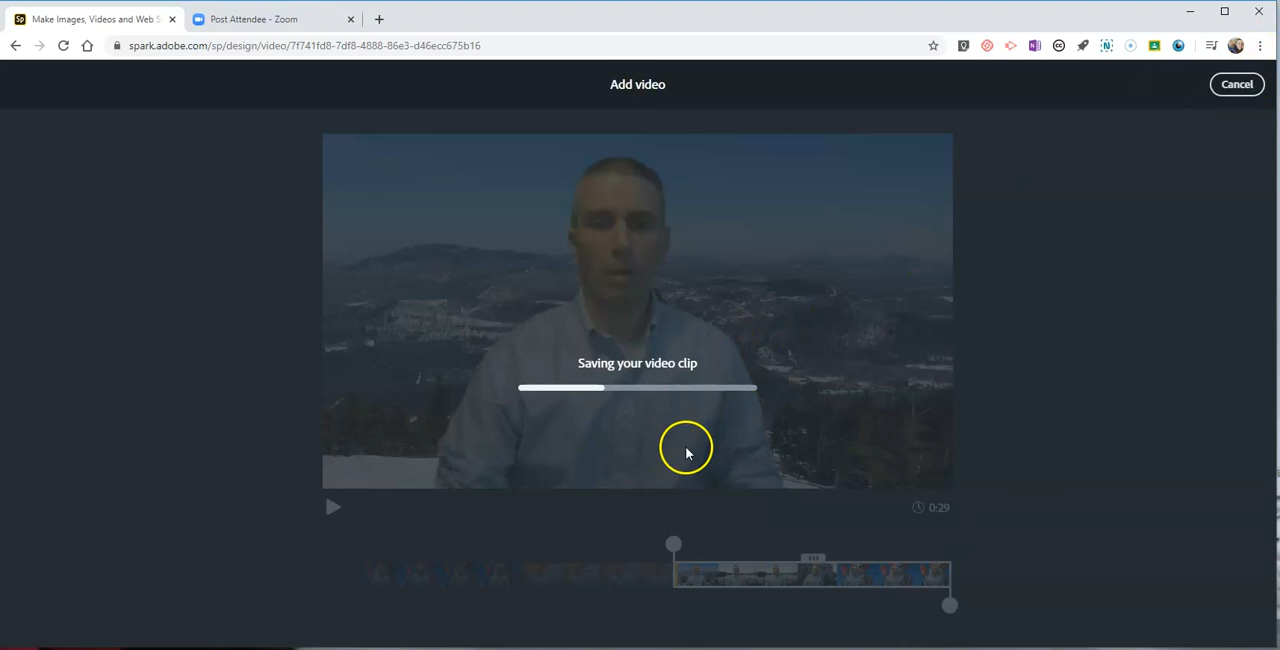 Make Images, Videos and Web S
Post Attendee - Zoom
spark.adobe.com/sp/design/video/7f741fd8-7df8-4888-86e3-d46ecc675b16
Add video
Cancel
Saving your video clip
0:29